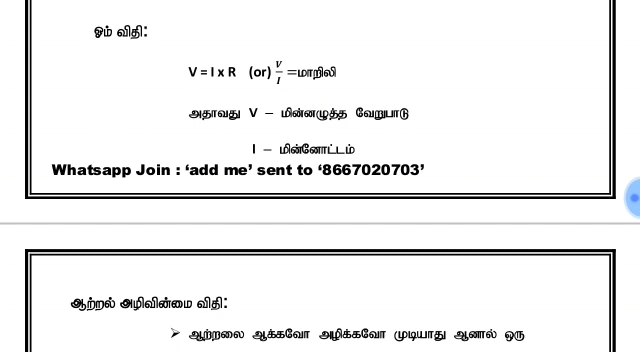 ஓம் விதி:
V = I x R (or) V/I =மாறிலி
அதாவது V – மின்னழுத்த வேறுபாடு
I – மின்னோட்டம்
Whatsapp Join : ‘add me’ sent to ‘8667020703’
ஆற்றல் அழிவின்மை விதி:
➢ ஆற்றலை ஆக்கவோ அழிக்கவோ முடியாது ஆனால் ஒரு